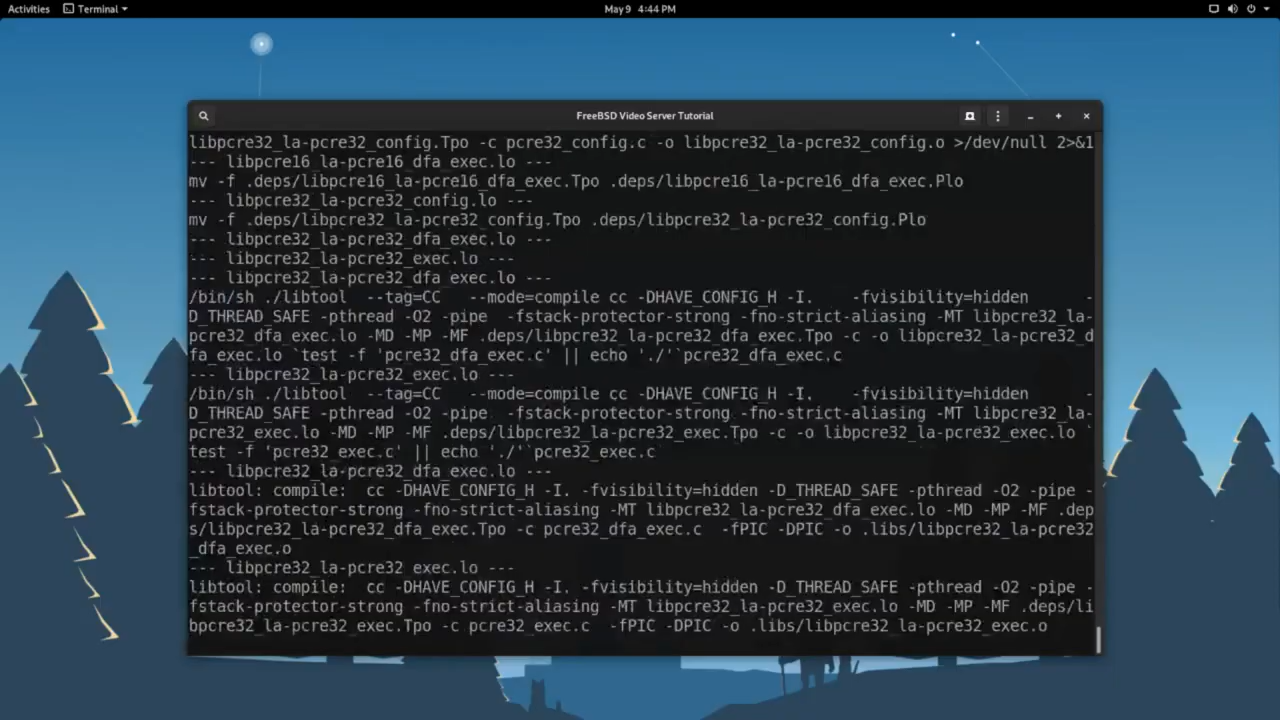 Activities Terminal May 9 4:44 PM
FreeBSD Video Server Tutorial
libpcre32_la-pcre32_config.Tpo -c pcre32_config.c -o libpcre32_la-pcre32_config.o >/dev/null 2>&1
--- libpcre16_la-pcre16_dfa_exec.lo ---
mv -f .deps/libpcre16_la-pcre16_dfa_exec.Tpo .deps/libpcre16_la-pcre16_dfa_exec.Plo
--- libpcre32_la-pcre32_config.lo ---
mv -f .deps/libpcre32_la-pcre32_config.Tpo .deps/libpcre32_la-pcre32_config.Plo
--- libpcre32_la-pcre32_dfa_exec.lo ---
--- libpcre32_la-pcre32_exec.lo ---
--- libpcre32_la-pcre32_dfa_exec.lo ---
/bin/sh ./libtool  --tag=CC   --mode=compile cc -DHAVE_CONFIG_H -I.    -fvisibility=hidden      -
D_THREAD_SAFE -pthread -O2 -pipe  -fstack-protector-strong -fno-strict-aliasing -MT libpcre32_la-
pcre32_dfa_exec.lo -MD -MP -MF .deps/libpcre32_la-pcre32_dfa_exec.Tpo -c -o libpcre32_la-pcre32_d
fa_exec.lo `test -f 'pcre32_dfa_exec.c' || echo './'`pcre32_dfa_exec.c
--- libpcre32_la-pcre32_exec.lo ---
/bin/sh ./libtool  --tag=CC   --mode=compile cc -DHAVE_CONFIG_H -I.    -fvisibility=hidden      -
D_THREAD_SAFE -pthread -O2 -pipe  -fstack-protector-strong -fno-strict-aliasing -MT libpcre32_la-
pcre32_exec.lo -MD -MP -MF .deps/libpcre32_la-pcre32_exec.Tpo -c -o libpcre32_la-pcre32_exec.lo `
test -f 'pcre32_exec.c' || echo './'`pcre32_exec.c
--- libpcre32_la-pcre32_dfa_exec.lo ---
libtool: compile:  cc -DHAVE_CONFIG_H -I. -fvisibility=hidden -D_THREAD_SAFE -pthread -O2 -pipe -
fstack-protector-strong -fno-strict-aliasing -MT libpcre32_la-pcre32_dfa_exec.lo -MD -MP -MF .dep
s/libpcre32_la-pcre32_dfa_exec.Tpo -c pcre32_dfa_exec.c  -fPIC -DPIC -o .libs/libpcre32_la-pcre32
_dfa_exec.o
--- libpcre32_la-pcre32_exec.lo ---
libtool: compile:  cc -DHAVE_CONFIG_H -I. -fvisibility=hidden -D_THREAD_SAFE -pthread -O2 -pipe -
fstack-protector-strong -fno-strict-aliasing -MT libpcre32_la-pcre32_exec.lo -MD -MP -MF .deps/li
bpcre32_la-pcre32_exec.Tpo -c pcre32_exec.c  -fPIC -DPIC -o .libs/libpcre32_la-pcre32_exec.o